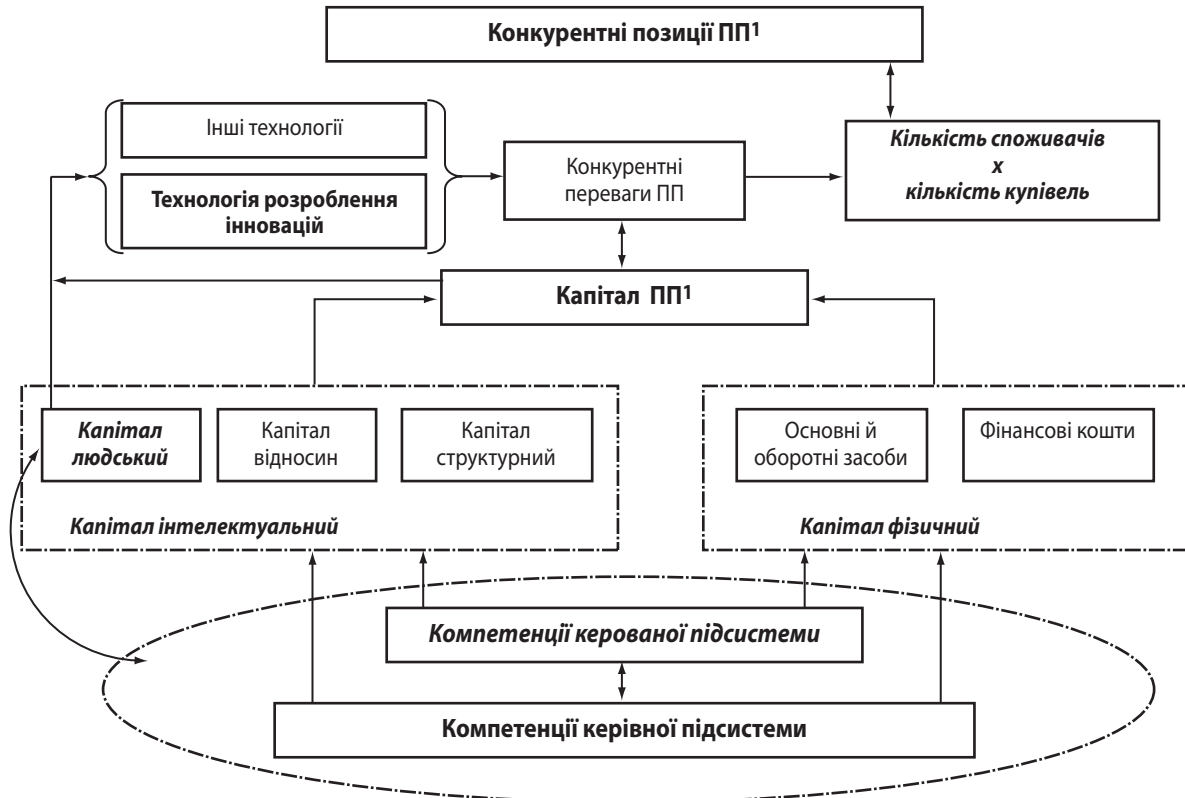 Конкурентні позиції ПП1
Інші технології
Технологія розроблення
інновацій
Конкурентні
переваги ПП
Кількість споживачів
х
кількість купівель
Капітал ПП1
Капітал
людський
Капітал
відносин
Капітал
структурний
Капітал інтелектуальний
Основні й
оборотні засоби
Фінансові кошти
Капітал фізичний
Компетенції керованої підсистеми
Компетенції керівної підсистеми